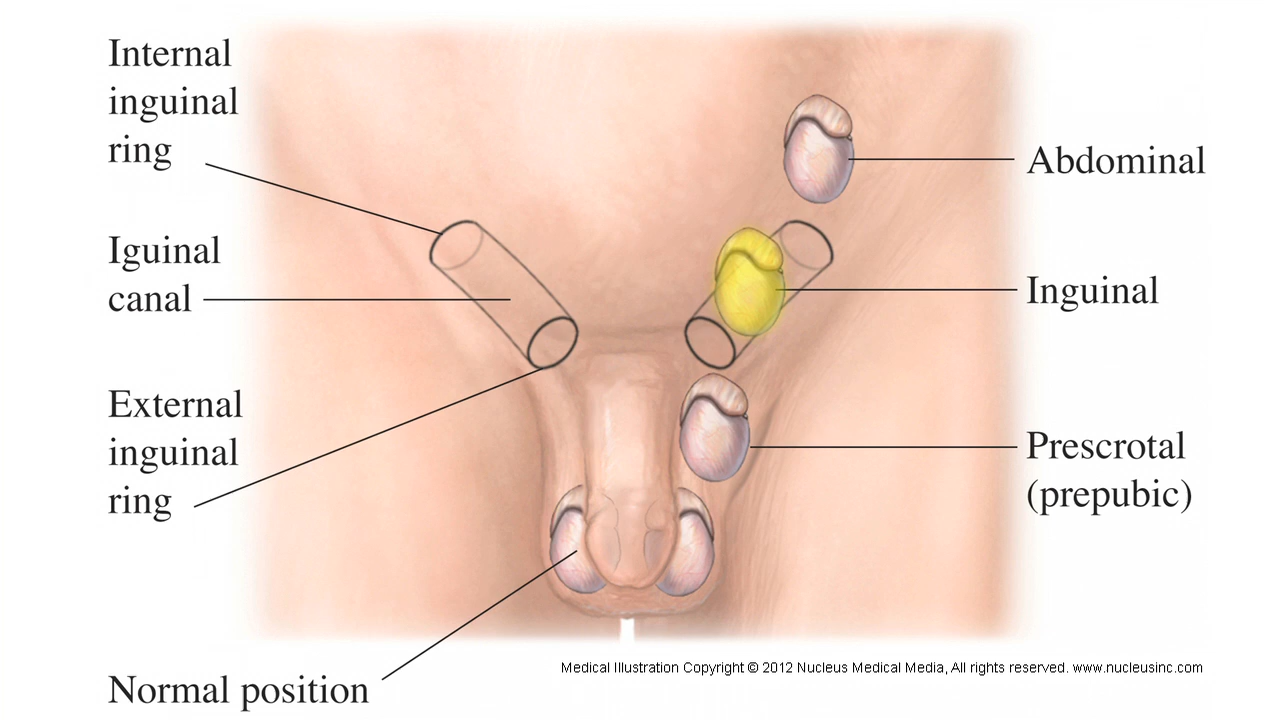 Internal
inguinal
ring
Iguinal
canal
External
inguinal
ring
Normal position
Abdominal
Inguinal
Prescrotal
(prepubic)
Medical Illustration Copyright © 2012 Nucleus Medical Media, All rights reserved. www.nucleusinc.com